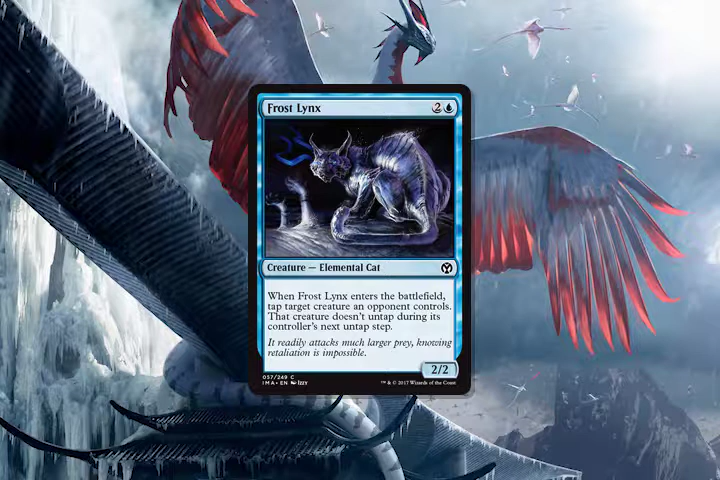 Frost Lynx 2
Creature — Elemental Cat
When Frost Lynx enters the battlefield,
tap target creature an opponent controls.
That creature doesn't untap during its
controller's next untap step.
It readily attacks much larger prey, knowing
retaliation is impossible.
2/2
057/249 C
IMA • EN Izzy
™ & © 2017 Wizards of the Coast